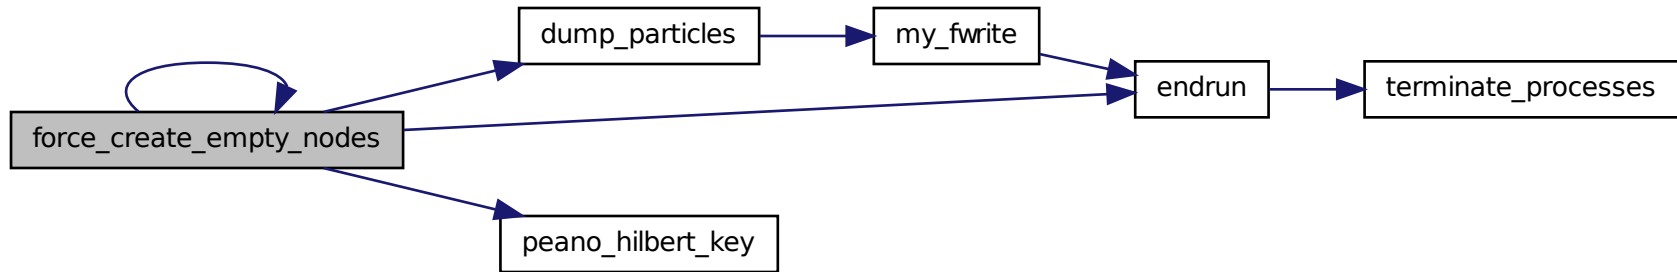 dump_particles
my_fwrite
endrun
terminate_processes
force_create_empty_nodes
peano_hilbert_key